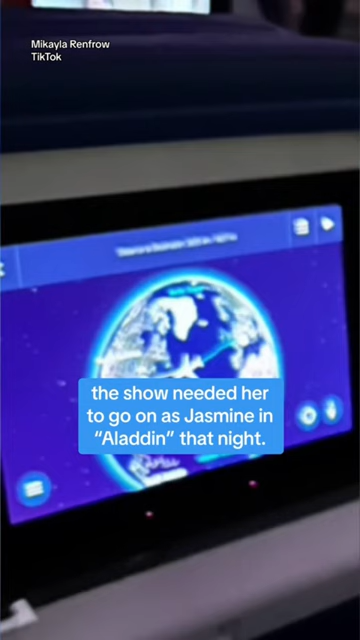 Mikayla Renfrow
TikTok
the show needed her
to go on as Jasmine in
“Aladdin” that night.